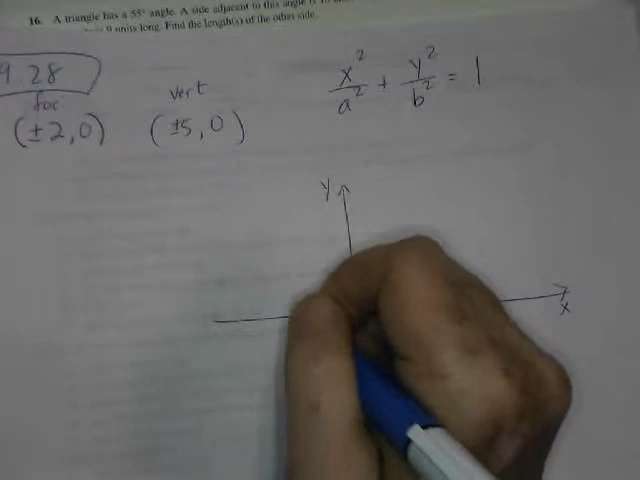 16. A triangle has a 55° angle. A side adjacent to this angle is
9 units long. Find the length(s) of the other side.
9.28
foc
(±2,0)
vert
(±5,0)
x²/a² + y²/b² = 1
y
x